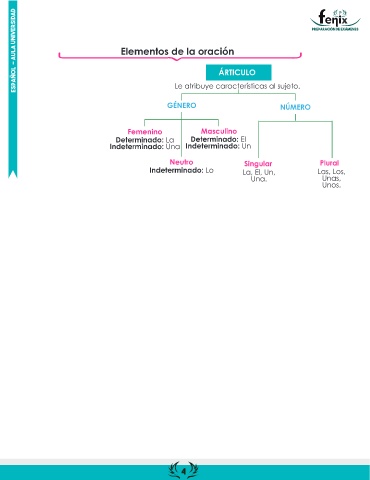 ESPAÑOL – AULA UNIVERSIDAD
fenix
PREPARACIÓN DE EXÁMENES
Elementos de la oración
ÁRTICULO
Le atribuye características al sujeto.
GÉNERO
NÚMERO
Femenino
Determinado: La
Indeterminado: Una
Masculino
Determinado: El
Indeterminado: Un
Neutro
Indeterminado: Lo
Singular
La, El, Un,
Una.
Plural
Las, Los,
Unas,
Unos.
4